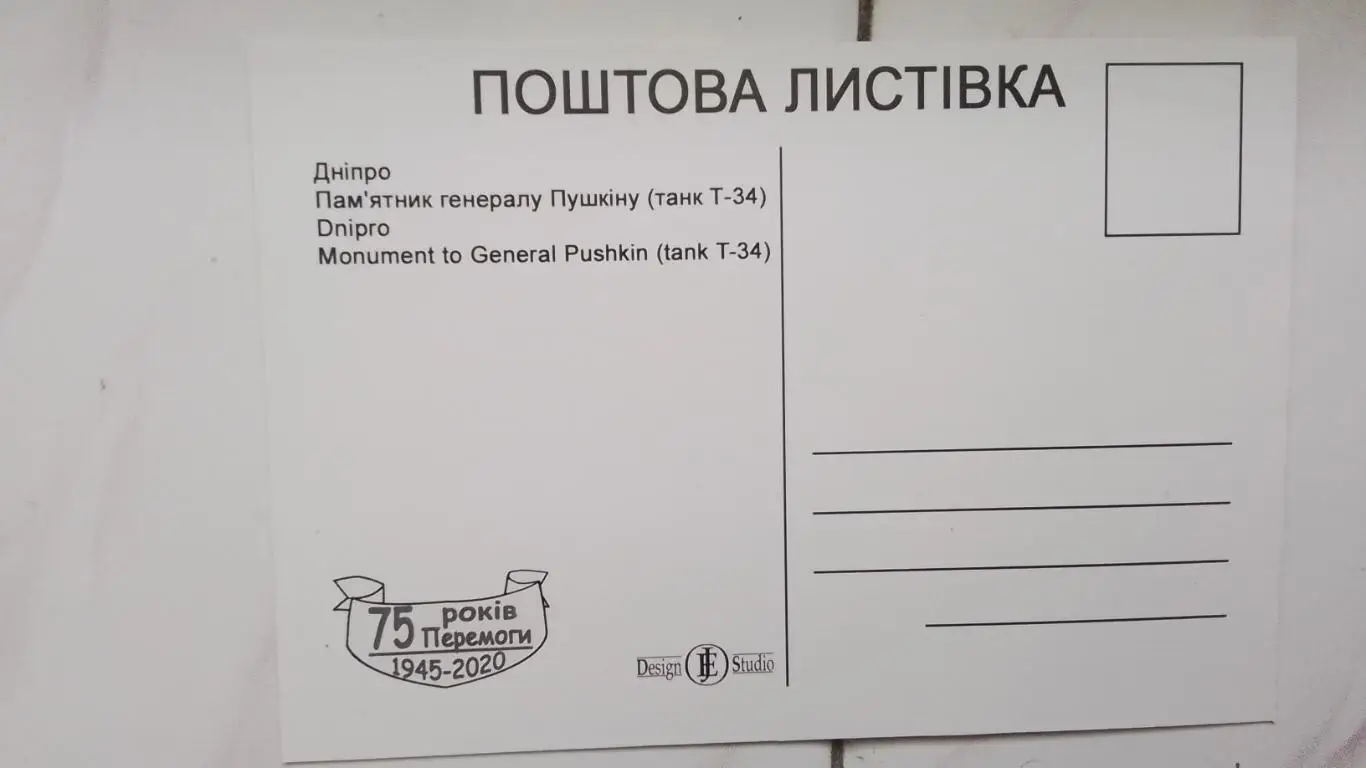 ПОШТОВА ЛИСТІВКА
Дніпро
Пам'ятник генералу Пушкіну (танк Т-34)
Dnipro
Monument to General Pushkin (tank T-34)
75 років
Перемоги
1945-2020
Design JE Studio